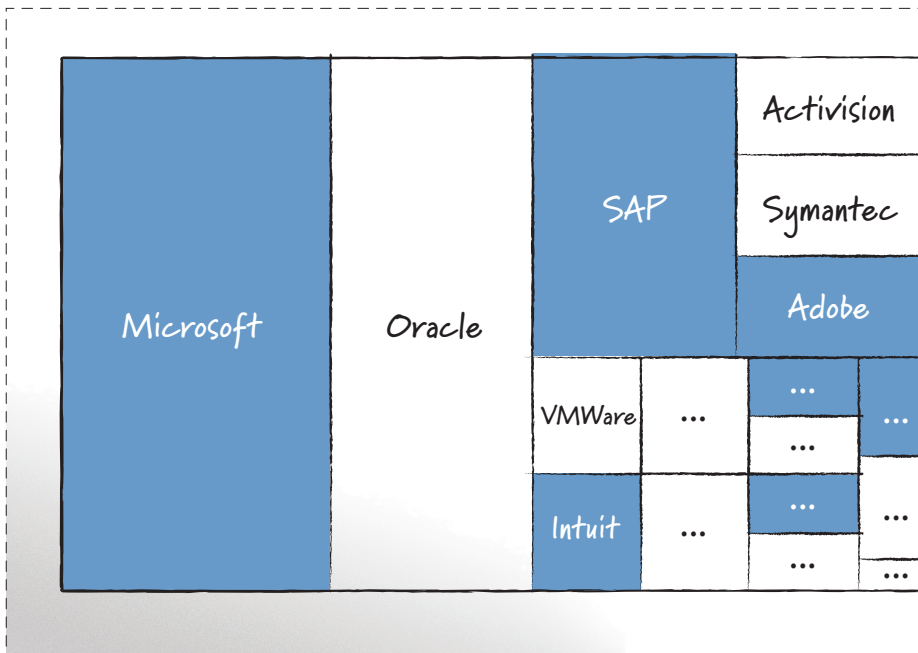 Microsoft
Oracle
SAP
Activision
Symantec
Adobe
VMWare
...
...
...
...
Intuit
...
...
...
...
...